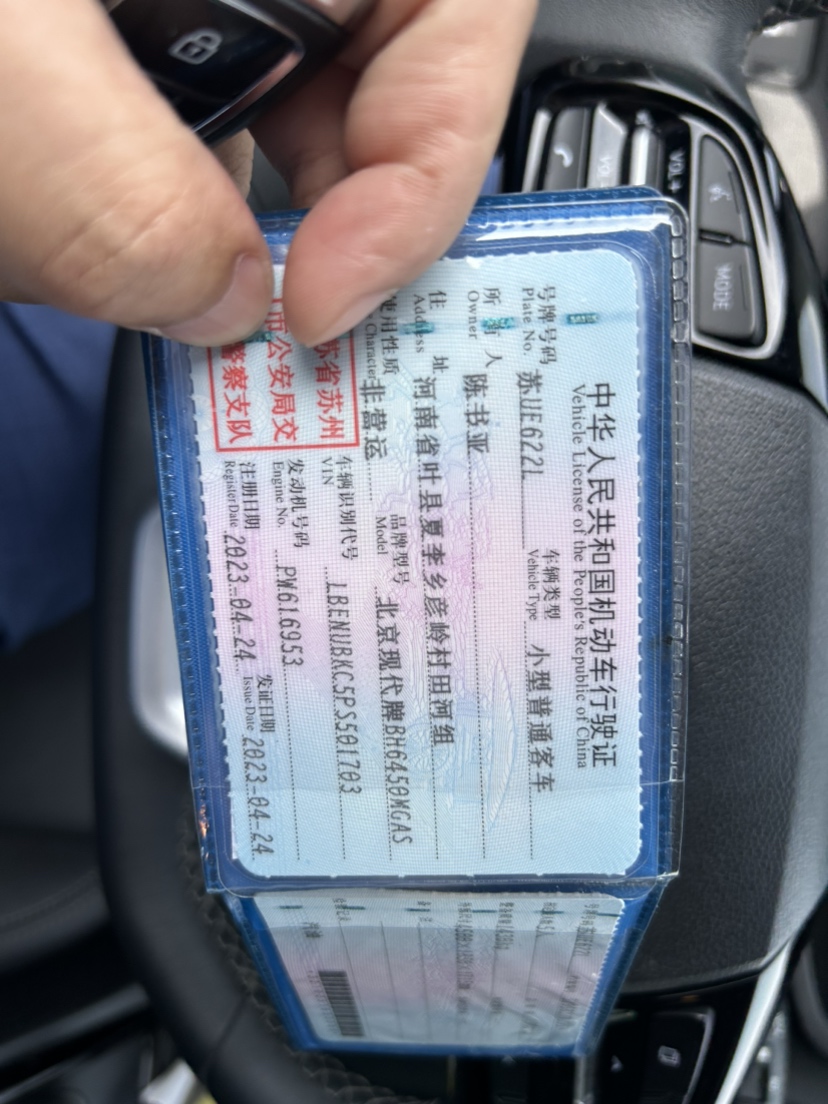 中华人民共和国机动车行驶证
Vehicle License of the People's Republic of China
号牌号码 苏UE622L 车辆类型 小型普通客车
Plate No. Vehicle Type
所 人 陈书亚
Owner
住 址 河南省叶县夏李乡彦岭村田河组
Address
使用性质 非营运 品牌型号 北京现代牌BH6450MGAS
Character Model
苏省苏州
市公安局交
警察支队
车辆识别代号 LBENUBKC5PS501703
VIN
发动机号码 PW616953
Engine No.
注册日期 2023-04-24 发证日期 2023-04-24
Register Date Issue Date
VOL+
MODE